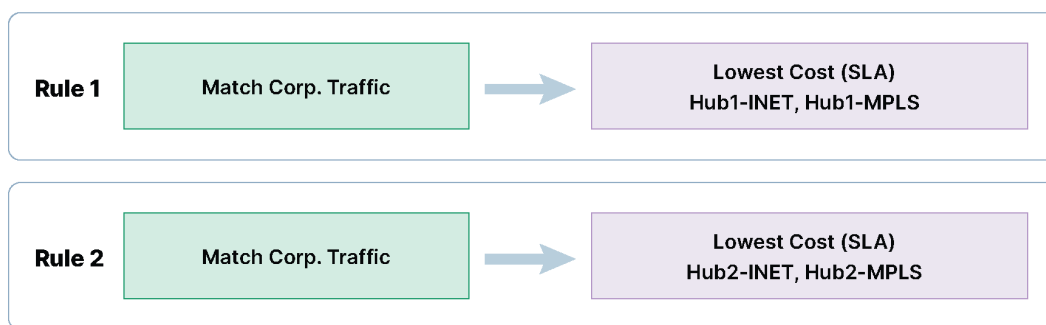 Rule 1
Match Corp. Traffic
Lowest Cost (SLA)
Hub1-INET, Hub1-MPLS
Rule 2
Match Corp. Traffic
Lowest Cost (SLA)
Hub2-INET, Hub2-MPLS